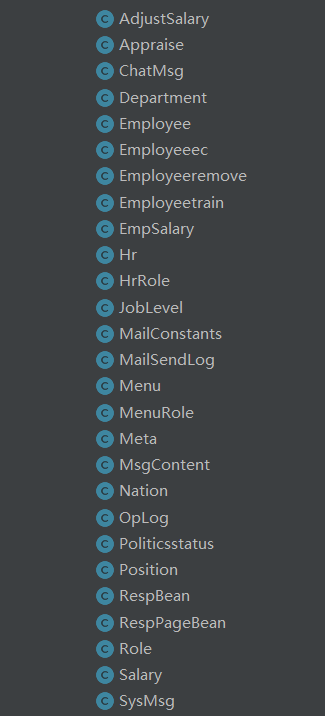 C AdjustSalary
C Appraise
C ChatMsg
C Department
C Employee
C Employeeec
C Employeeremove
C Employeetrain
C EmpSalary
C Hr
C HrRole
C JobLevel
C MailConstants
C MailSendLog
C Menu
C MenuRole
C Meta
C MsgContent
C Nation
C OpLog
C Politicsstatus
C Position
C RespBean
C RespPageBean
C Role
C Salary
C SysMsg